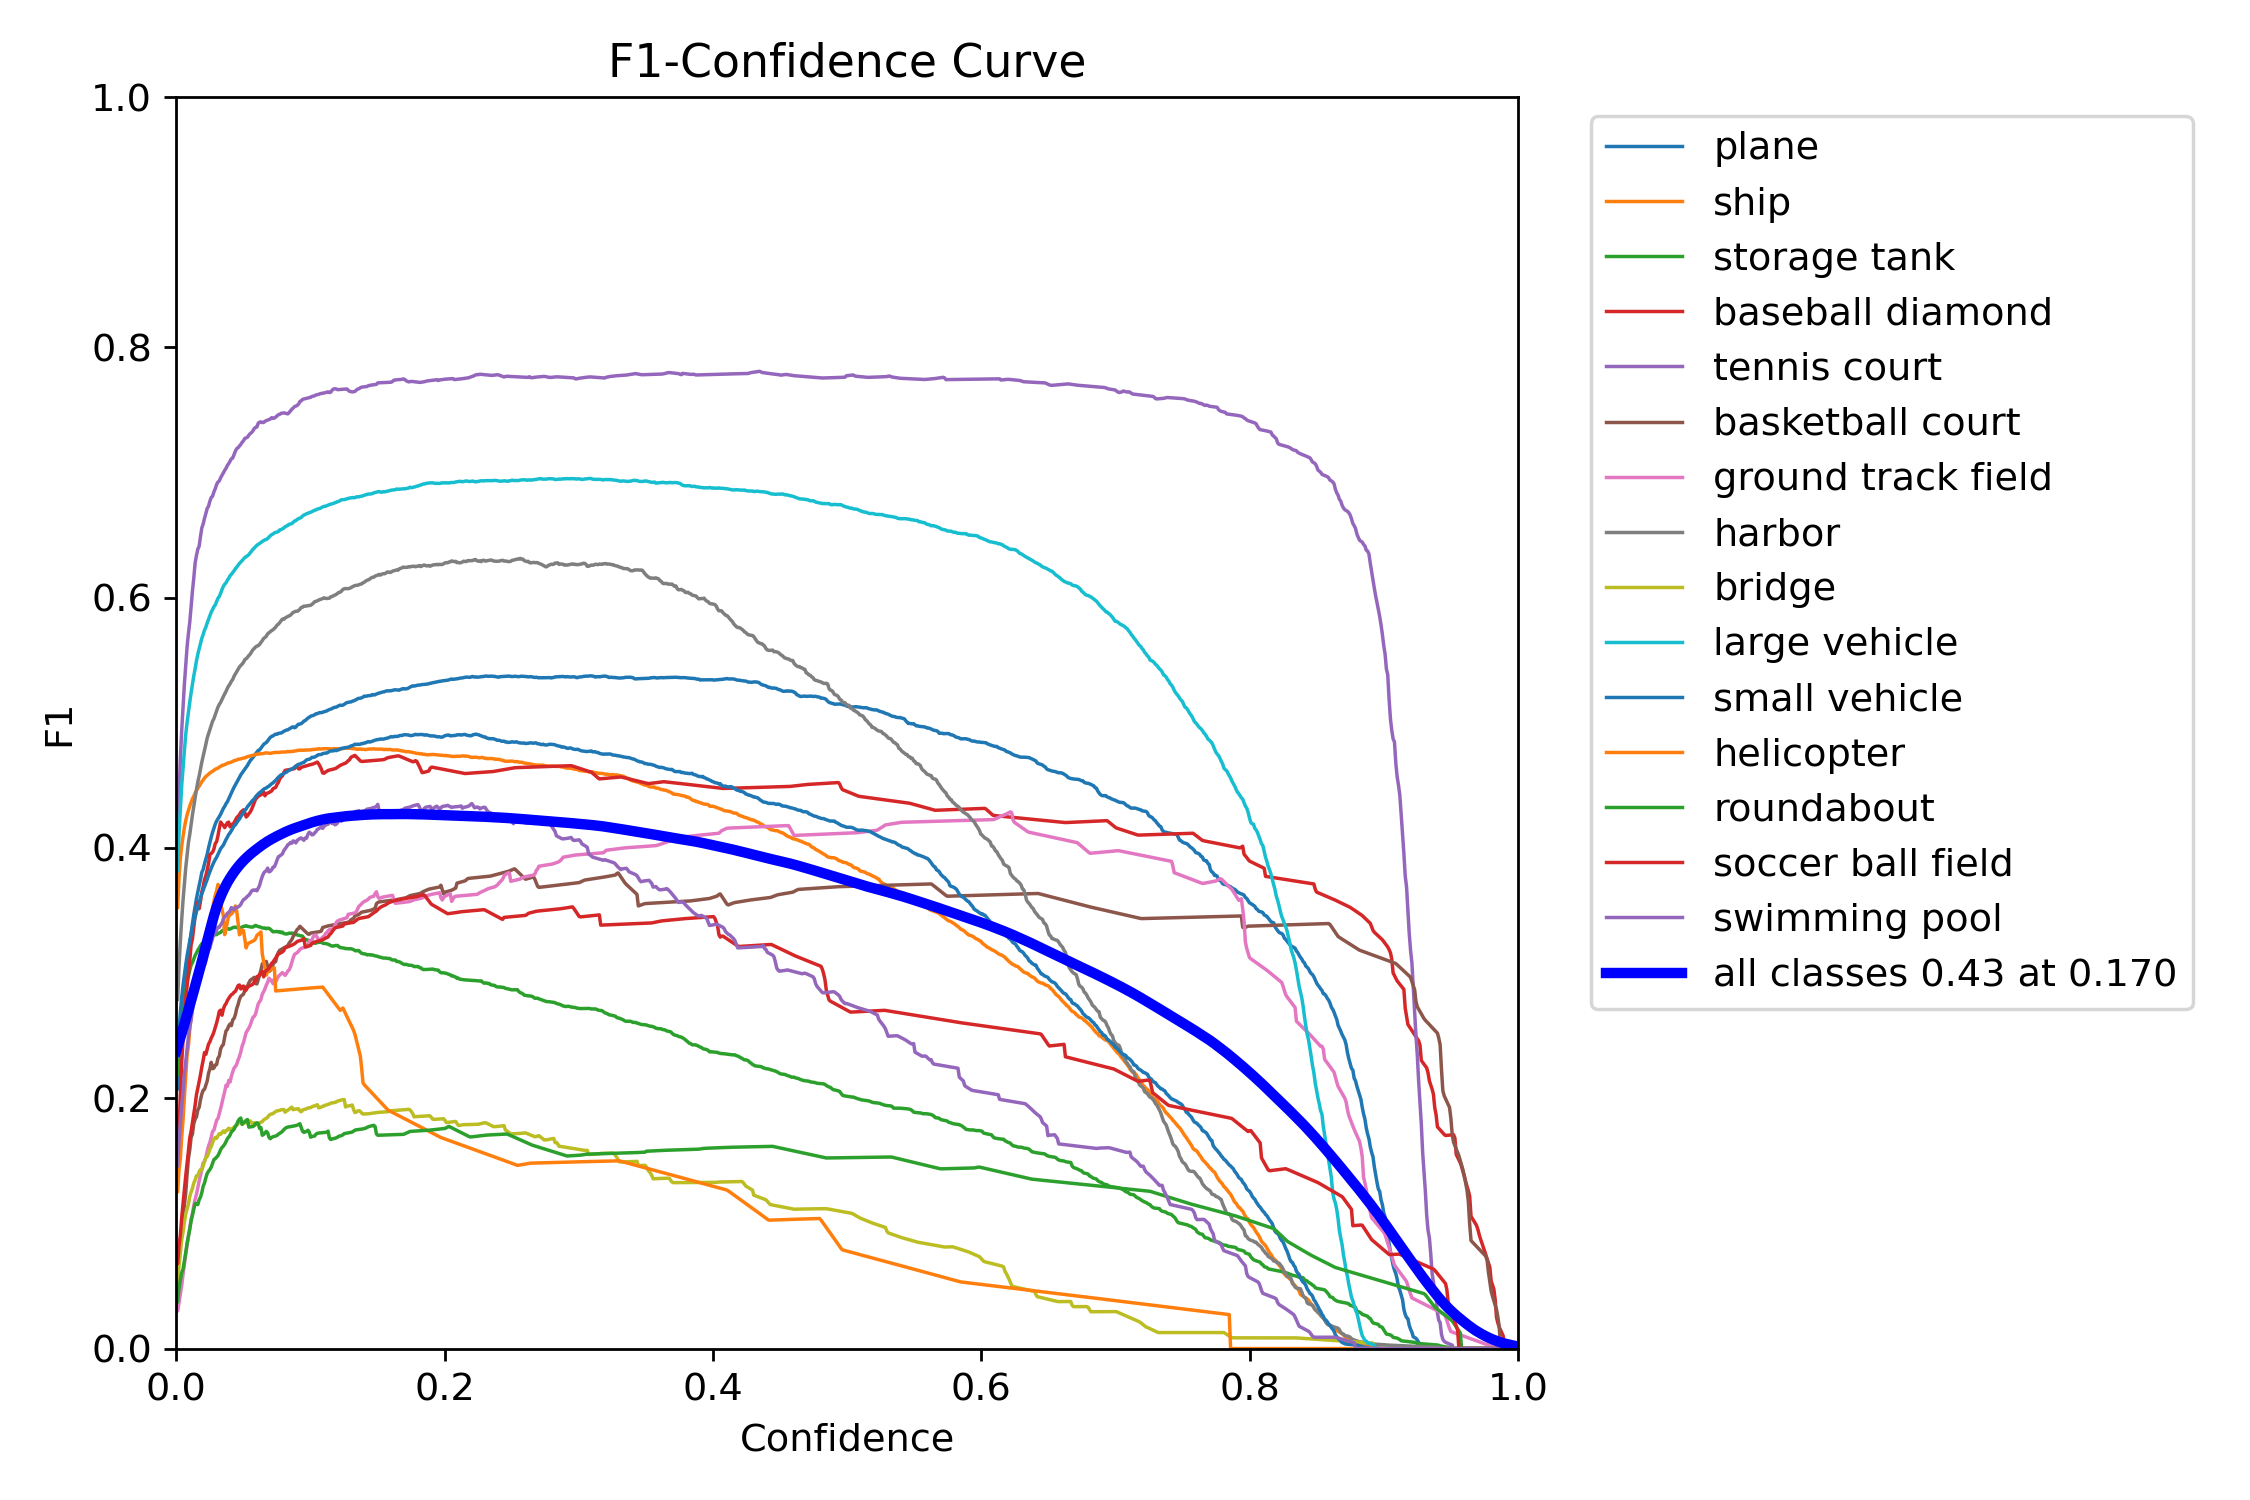 F1-Confidence Curve
1.0
0.8
0.6
0.4
0.2
0.0
F1
0.0 0.2 0.4 0.6 0.8 1.0
Confidence
plane
ship
storage tank
baseball diamond
tennis court
basketball court
ground track field
harbor
bridge
large vehicle
small vehicle
helicopter
roundabout
soccer ball field
swimming pool
all classes 0.43 at 0.170